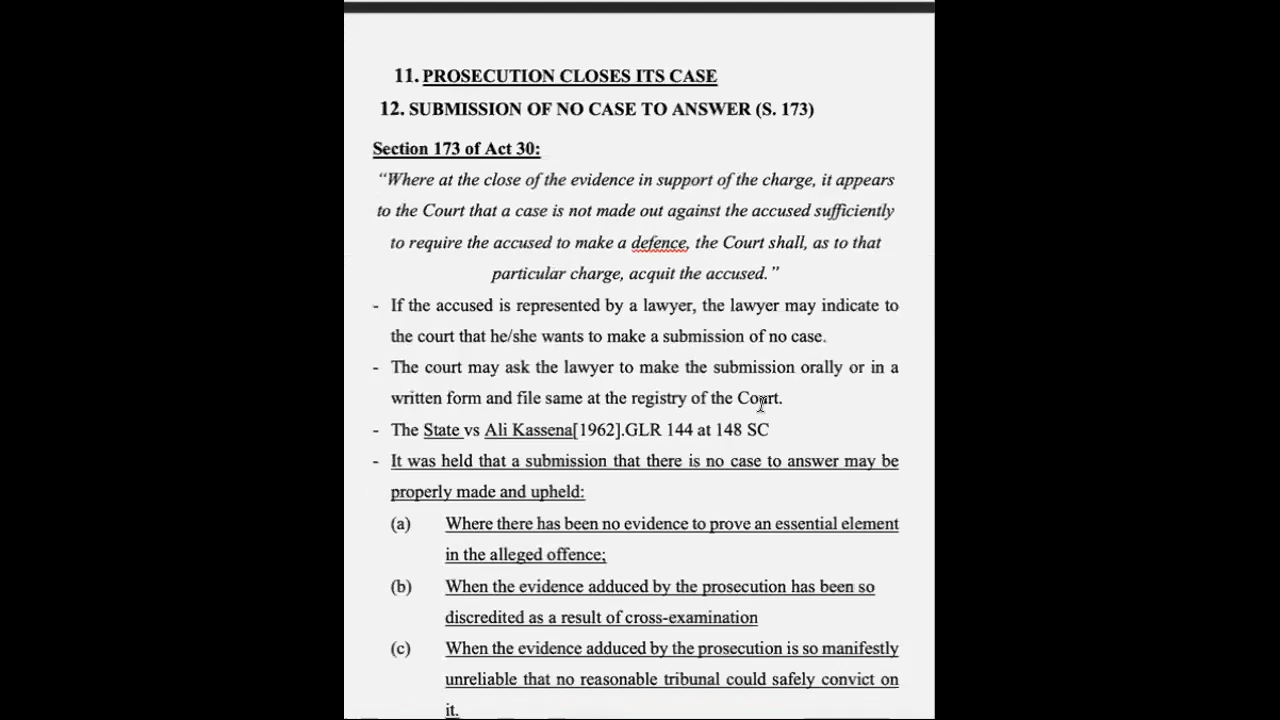 11. PROSECUTION CLOSES ITS CASE
12. SUBMISSION OF NO CASE TO ANSWER (S. 173)
Section 173 of Act 30:
“Where at the close of the evidence in support of the charge, it appears
to the Court that a case is not made out against the accused sufficiently
to require the accused to make a defence, the Court shall, as to that
particular charge, acquit the accused.”
- If the accused is represented by a lawyer, the lawyer may indicate to
the court that he/she wants to make a submission of no case.
- The court may ask the lawyer to make the submission orally or in a
written form and file same at the registry of the Court.
- The State vs Ali Kassena[1962].GLR 144 at 148 SC
- It was held that a submission that there is no case to answer may be
properly made and upheld:
(a) Where there has been no evidence to prove an essential element
in the alleged offence;
(b) When the evidence adduced by the prosecution has been so
discredited as a result of cross-examination
(c) When the evidence adduced by the prosecution is so manifestly
unreliable that no reasonable tribunal could safely convict on
it.